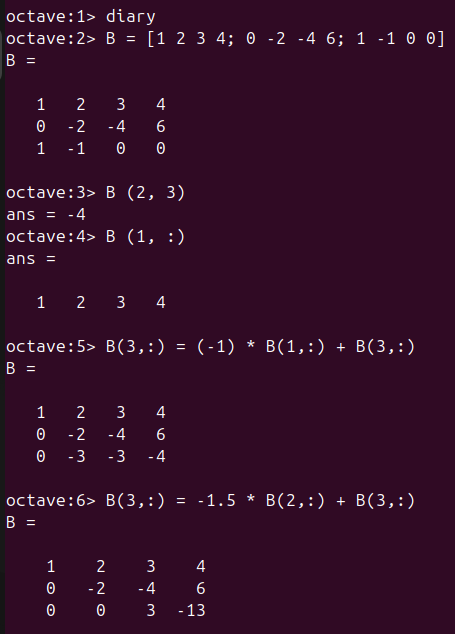 octave:1> diary
octave:2> B = [1 2 3 4; 0 -2 -4 6; 1 -1 0 0]
B =
1 2 3 4
0 -2 -4 6
1 -1 0 0
octave:3> B (2, 3)
ans = -4
octave:4> B (1, :)
ans =
1 2 3 4
octave:5> B(3,:) = (-1) * B(1,:) + B(3,:)
B =
1 2 3 4
0 -2 -4 6
0 -3 -3 -4
octave:6> B(3,:) = -1.5 * B(2,:) + B(3,:)
B =
1 2 3 4
0 -2 -4 6
0 0 3 -13